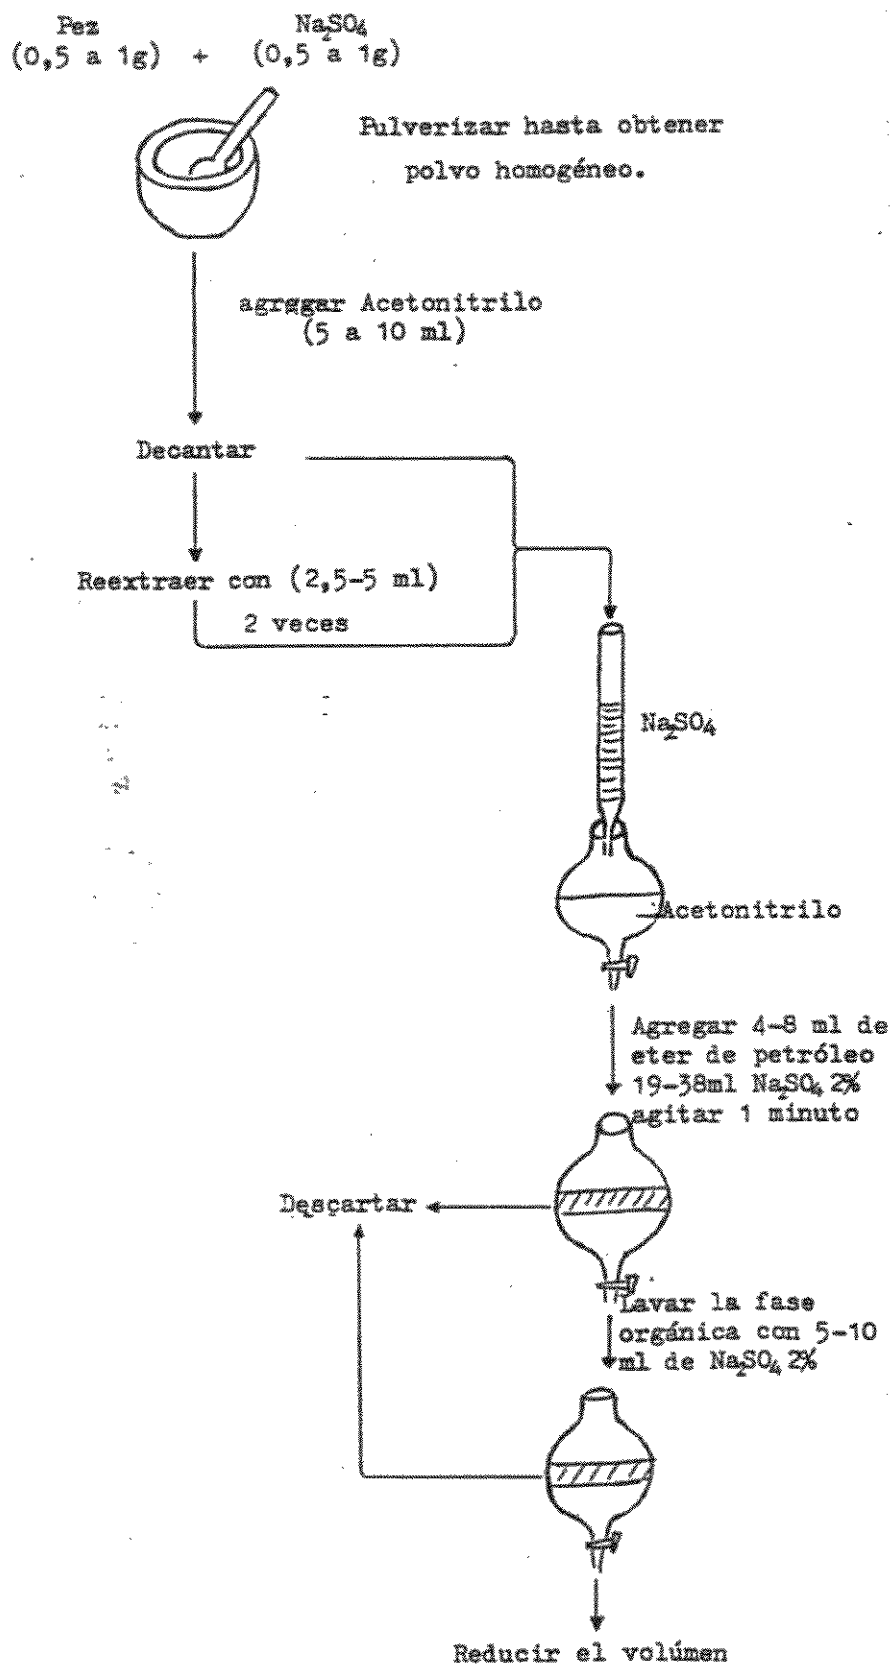 Pez Na2SO4
(0,5 a 1g) + (0,5 a 1g)
Pulverizar hasta obtener
polvo homogéneo.
agrggar Acetonitrilo
(5 a 10 ml)
Decantar
Reextraer con (2,5-5 ml)
2 veces
Na2SO4
Acetonitrilo
Agregar 4-8 ml de
eter de petróleo
19-38ml Na2SO4 2%
agitar 1 minuto
Desçartar
Lavar la fase
orgánica con 5-10
ml de Na2SO4 2%
Reducir el volúmen